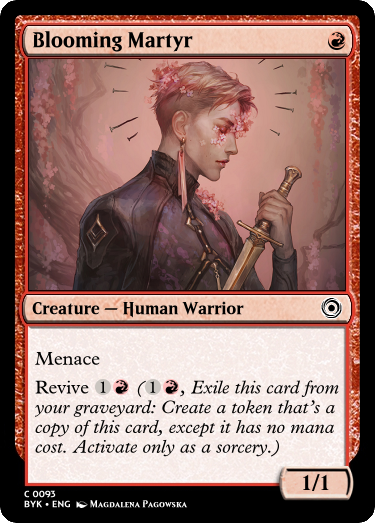 Blooming Martyr
Creature — Human Warrior
Menace
Revive 1 (1, Exile this card from
your graveyard: Create a token that's a
copy of this card, except it has no mana
cost. Activate only as a sorcery.)
1/1
C 0093
BYK • ENG Magdalena Pagowska